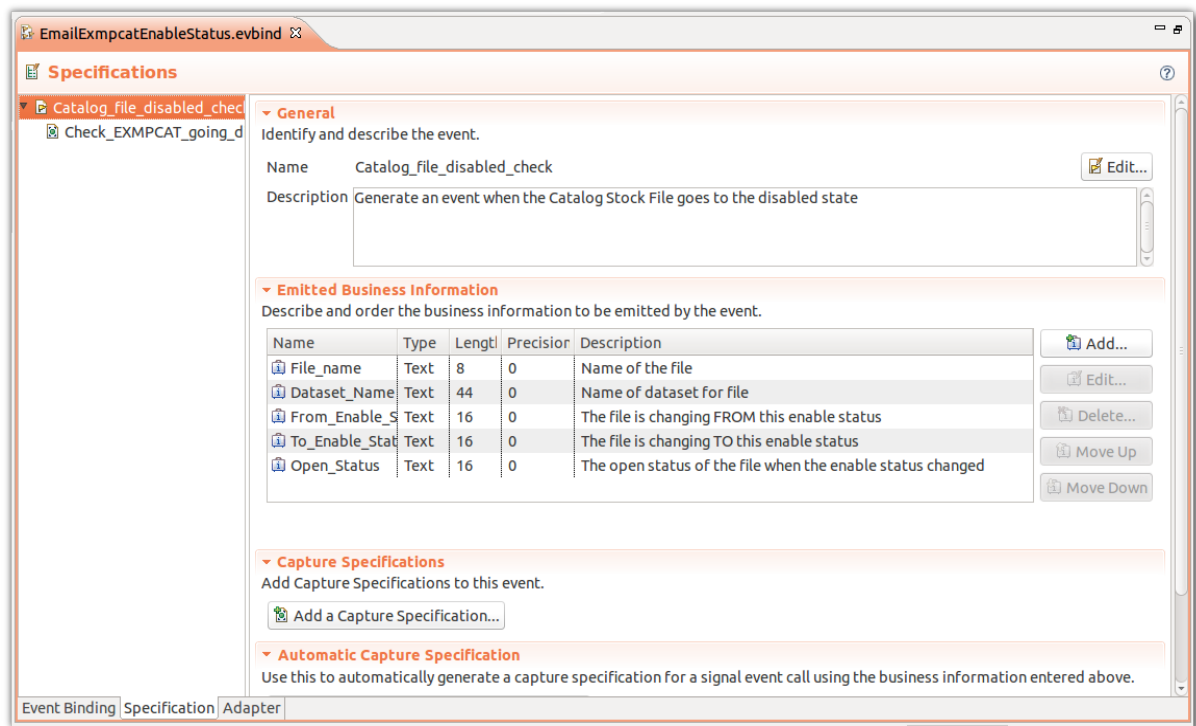 EmailExmpcatEnableStatus.evbind
Specifications
Catalog_file_disabled_chec
Check_EXMPCAT_going_d
General
Identify and describe the event.
Name Catalog_file_disabled_check Edit...
Description Generate an event when the Catalog Stock File goes to the disabled state
Emitted Business Information
Describe and order the business information to be emitted by the event.
Name Type Lengtl Precisior Description
File_name Text 8 0 Name of the file
Dataset_Name Text 44 0 Name of dataset for file
From_Enable_S Text 16 0 The file is changing FROM this enable status
To_Enable_Stat Text 16 0 The file is changing TO this enable status
Open_Status Text 16 0 The open status of the file when the enable status changed
Add...
Edit...
Delete...
Move Up
Move Down
Capture Specifications
Add Capture Specifications to this event.
Add a Capture Specification...
Automatic Capture Specification
Use this to automatically generate a capture specification for a signal event call using the business information entered above.
Event Binding Specification Adapter